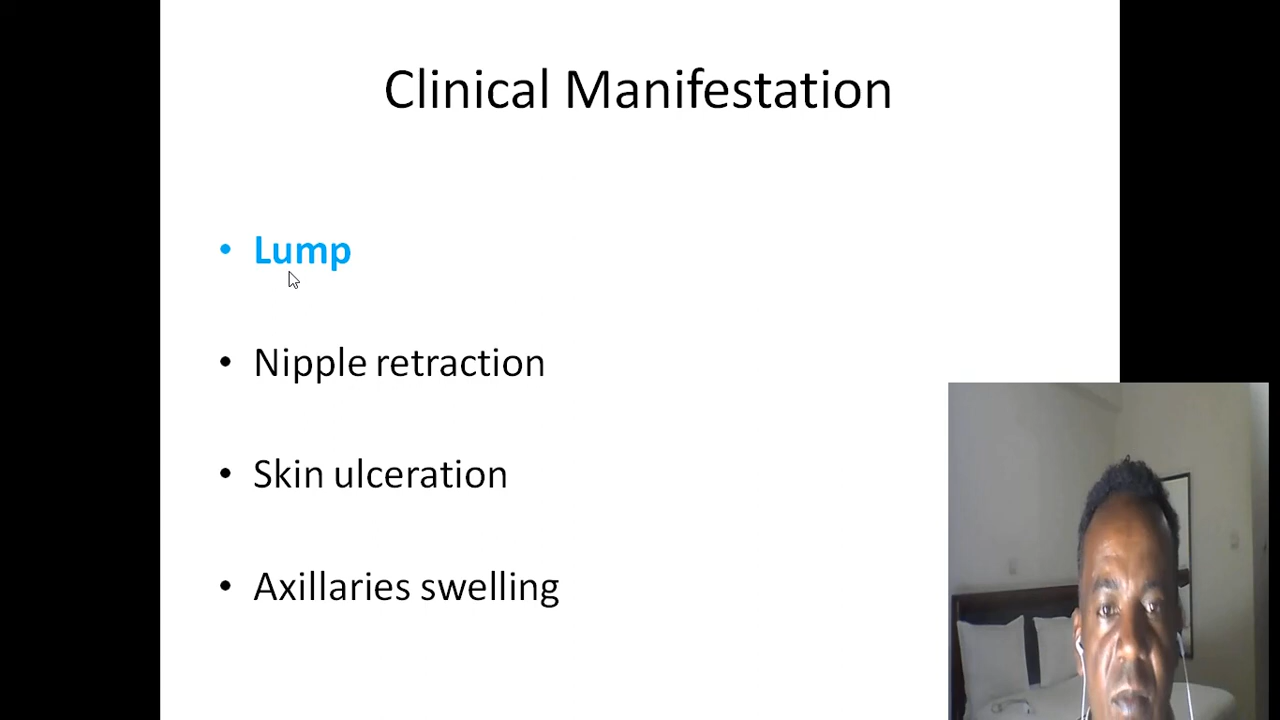 Clinical Manifestation
• Lump
• Nipple retraction
• Skin ulceration
• Axillaries swelling